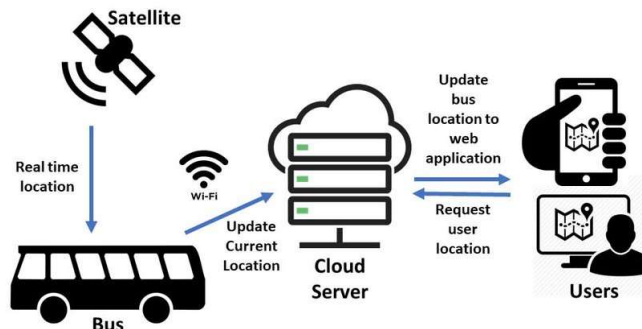 Satellite
Real time
location
Wi-Fi
Update
Current
Location
Bus
Cloud
Server
Update
bus
location to
web
application
Request
user
location
Users